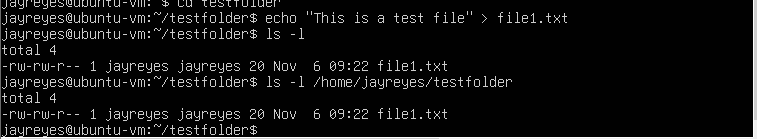 jayreyes@ubuntu-vm:~$ cd testfolder
jayreyes@ubuntu-vm:~/testfolder$ echo "This is a test file" > file1.txt
jayreyes@ubuntu-vm:~/testfolder$ ls -l
total 4
-rw-rw-r-- 1 jayreyes jayreyes 20 Nov  6 09:22 file1.txt
jayreyes@ubuntu-vm:~/testfolder$ ls -l /home/jayreyes/testfolder
total 4
-rw-rw-r-- 1 jayreyes jayreyes 20 Nov  6 09:22 file1.txt
jayreyes@ubuntu-vm:~/testfolder$